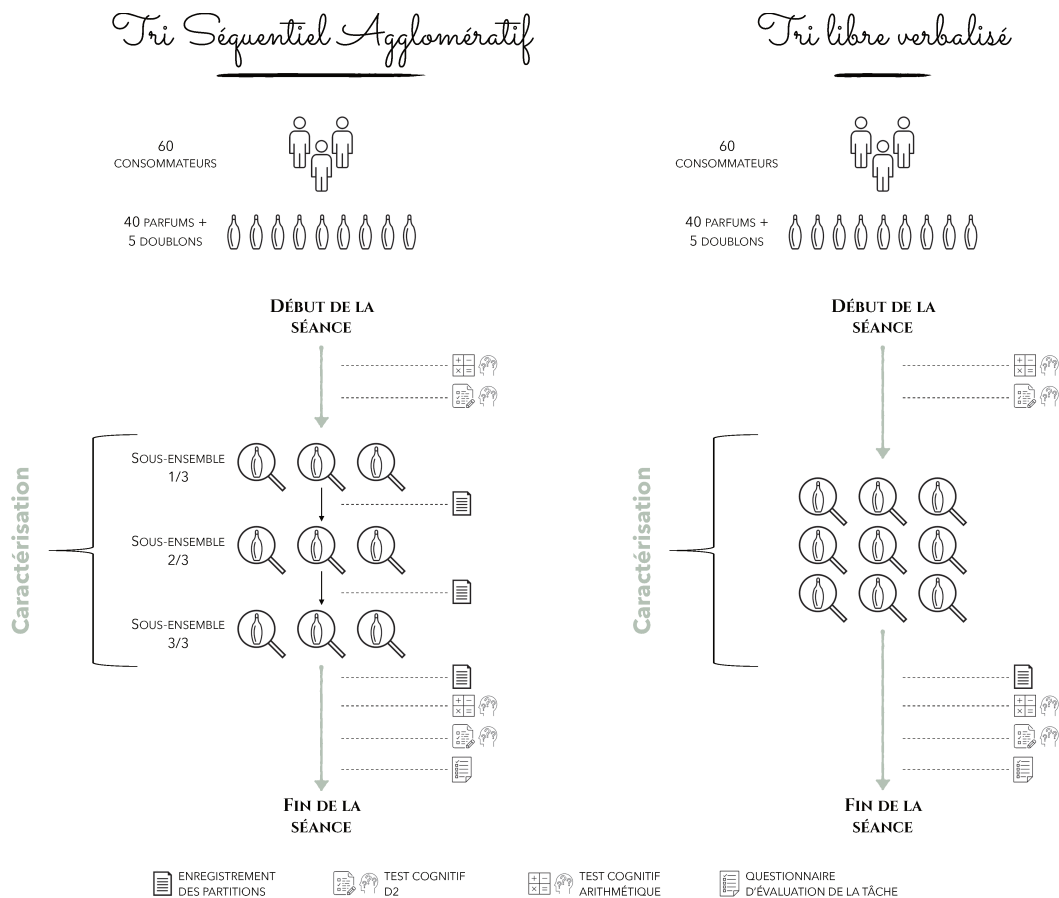 Tri Séquentiel Agglomératif
60
CONSOMMATEURS
40 PARFUMS +
5 DOUBLONS
DÉBUT DE LA
SÉANCE
Caractérisation
SOUS-ENSEMBLE
1/3
SOUS-ENSEMBLE
2/3
SOUS-ENSEMBLE
3/3
FIN DE LA
SÉANCE
Tri libre verbalisé
60
CONSOMMATEURS
40 PARFUMS +
5 DOUBLONS
DÉBUT DE LA
SÉANCE
Caractérisation
FIN DE LA
SÉANCE
ENREGISTREMENT
DES PARTITIONS
TEST COGNITIF
D2
TEST COGNITIF
ARITHMÉTIQUE
QUESTIONNAIRE
D'ÉVALUATION DE LA TÂCHE